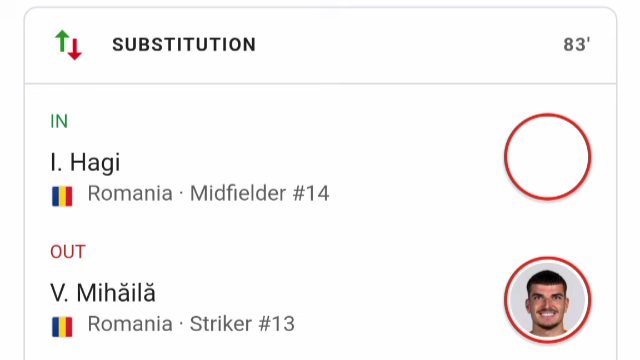 SUBSTITUTION 83'
IN
I. Hagi
Romania · Midfielder #14
OUT
V. Mihăilă
Romania · Striker #13